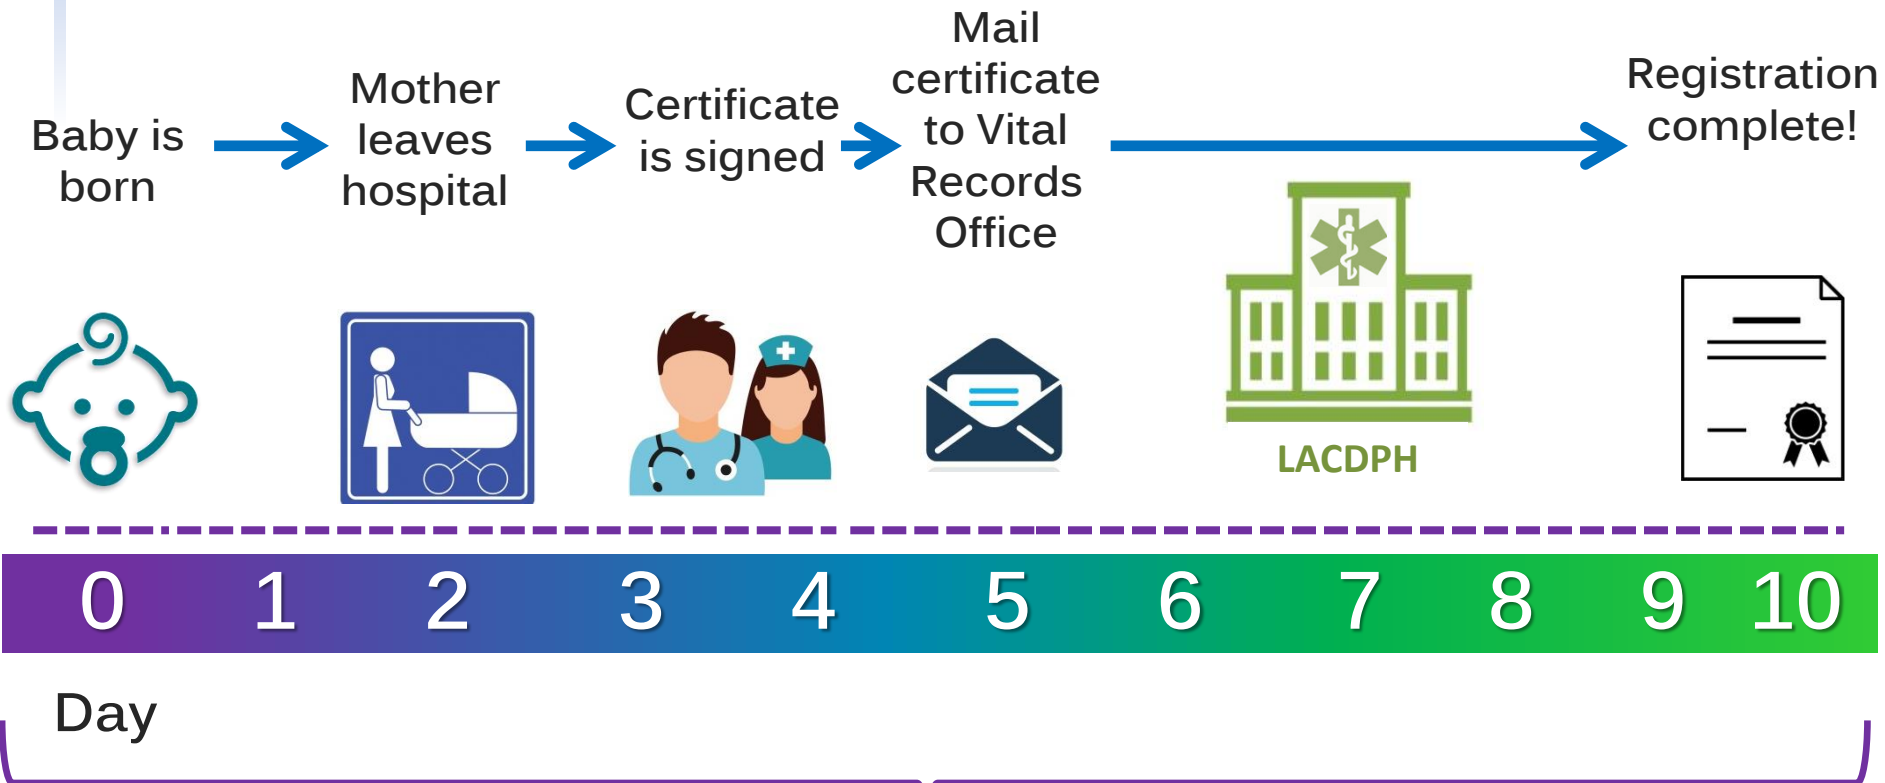 Baby is
born
Mother
leaves
hospital
Certificate
is signed
Mail
certificate
to Vital
Records
Office
Registration
complete!
LACDPH
0 1 2 3 4 5 6 7 8 9 10
Day